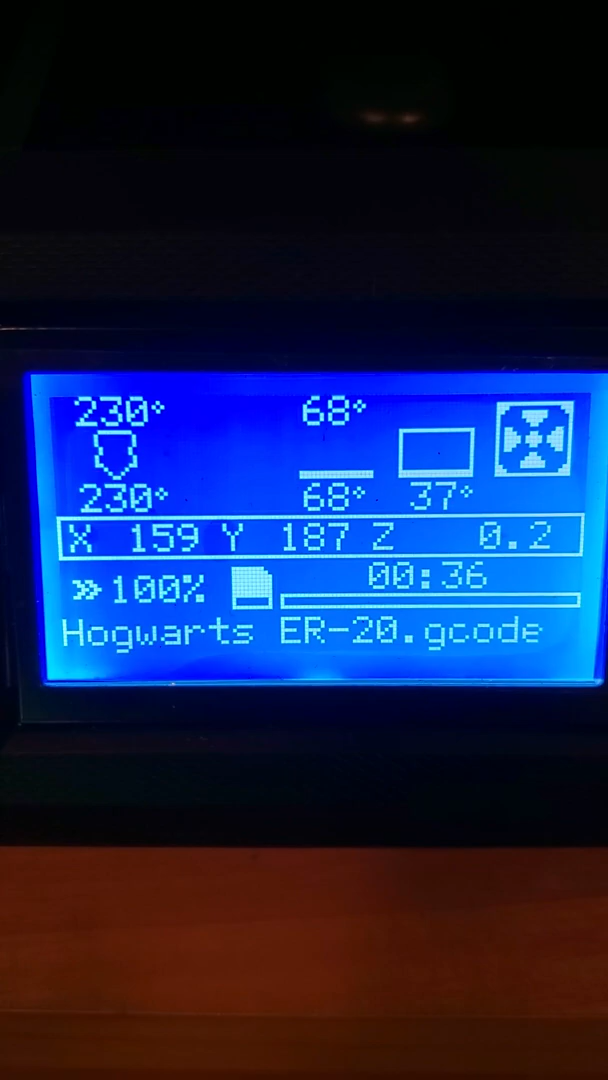 230° 68°
230° 68° 37°
X 159 Y 187 Z 0.2
00:36
»100%
Hogwarts ER-20.gcode